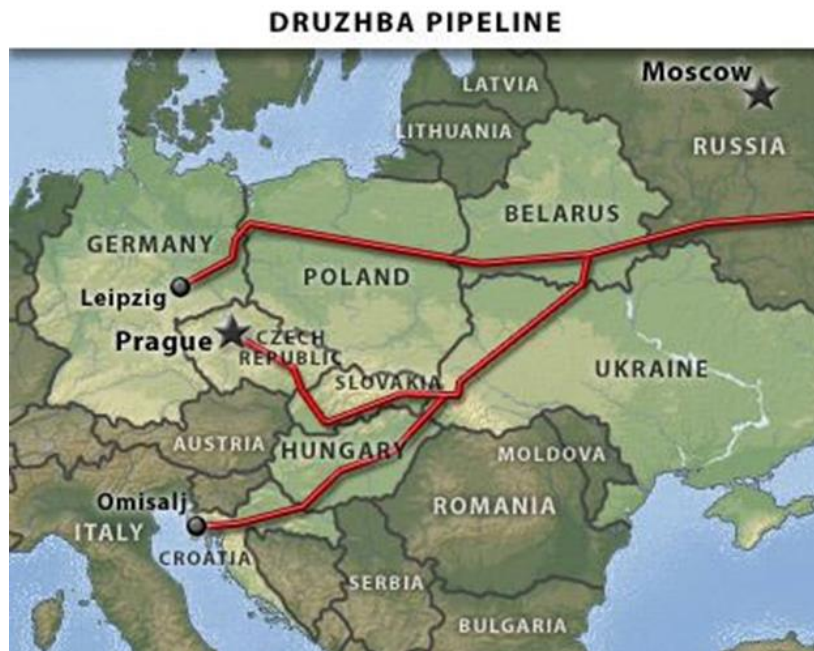 DRUZHBA PIPELINE
Moscow
LATVIA
LITHUANIA
RUSSIA
BELARUS
GERMANY
POLAND
Leipzig
Prague
CZECH
REPUBLIC
SLOVAKIA
UKRAINE
AUSTRIA
HUNGARY
MOLDOVA
Omisalj
ROMANIA
ITALY
CROATIA
SERBIA
BULGARIA